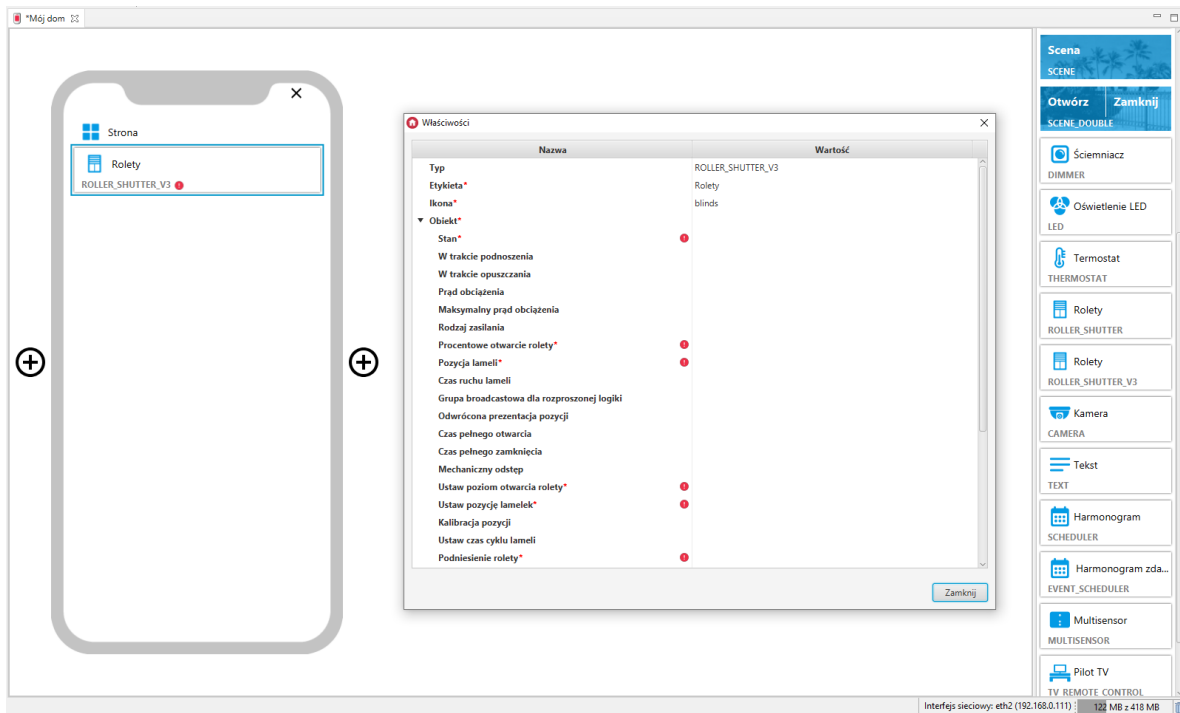 *Mój dom
Strona
Rolety
ROLLER_SHUTTER_V3
Właściwości
Nazwa Wartość
Typ ROLLER_SHUTTER_V3
Etykieta* Rolety
Ikona* blinds
Obiekt*
Stan*
W trakcie podnoszenia
W trakcie opuszczania
Prąd obciążenia
Maksymalny prąd obciążenia
Rodzaj zasilania
Procentowe otwarcie rolety*
Pozycja lameli*
Czas ruchu lameli
Grupa broadcastowa dla rozproszonej logiki
Odwrócona prezentacja pozycji
Czas pełnego otwarcia
Czas pełnego zamknięcia
Mechaniczny odstęp
Ustaw poziom otwarcia rolety*
Ustaw pozycję lamelek*
Kalibracja pozycji
Ustaw czas cyklu lameli
Podniesienie rolety*
Zamknij
Scena
SCENE
Otwórz Zamknij
SCENE_DOUBLE
Ściemniacz
DIMMER
Oświetlenie LED
LED
Termostat
THERMOSTAT
Rolety
ROLLER_SHUTTER
Rolety
ROLLER_SHUTTER_V3
Kamera
CAMERA
Tekst
TEXT
Harmonogram
SCHEDULER
Harmonogram zda...
EVENT_SCHEDULER
Multisensor
MULTISENSOR
Pilot TV
TV_REMOTE_CONTROL
Interfejs sieciowy: eth2 (192.168.0.111) 122 MB z 418 MB